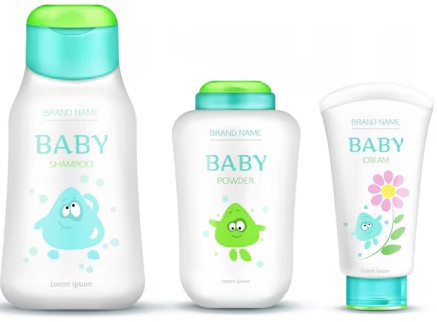 BRAND NAME
BABY
SHAMPOO
Lorem Ipsum
BRAND NAME
BABY
POWDER
Lorem Ipsum
BRAND NAME
BABY
CREAM
Lorem Ipsum